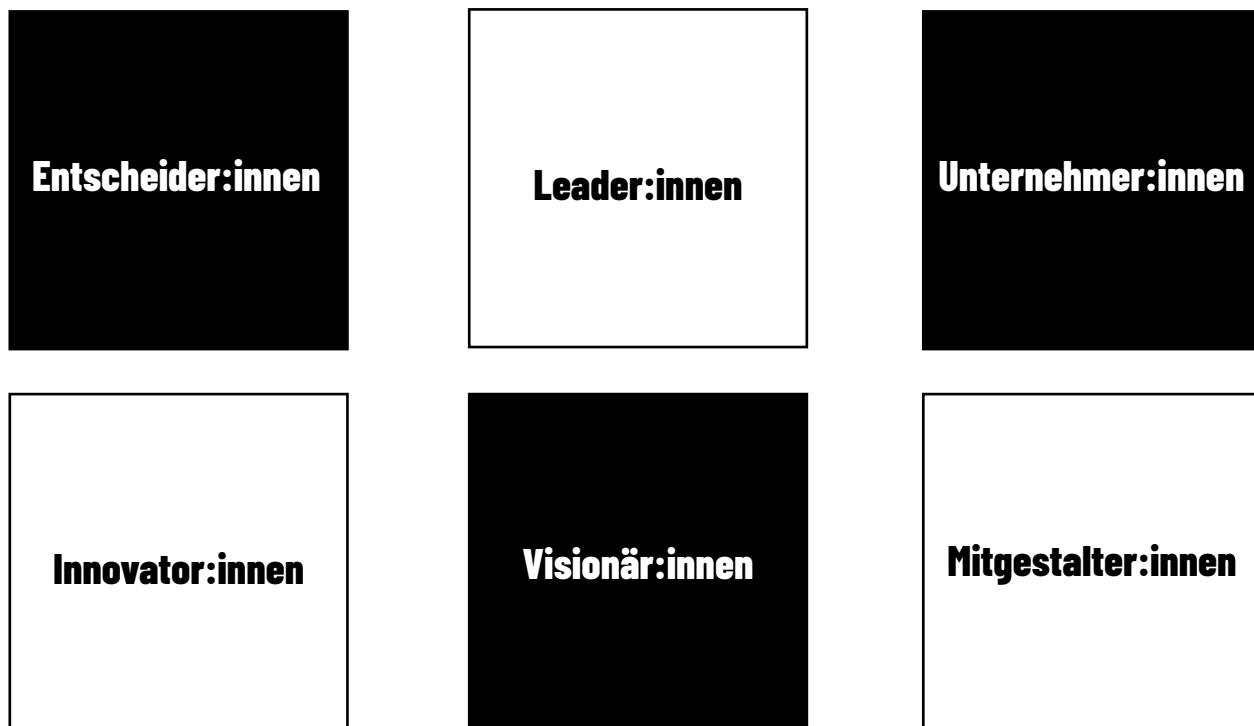 Entscheider:innen
Leader:innen
Unternehmer:innen
Innovator:innen
Visionär:innen
Mitgestalter:innen